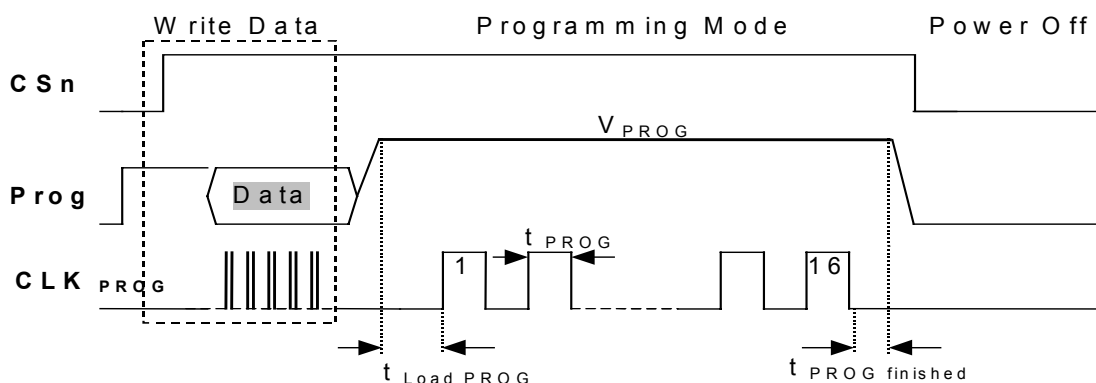 Write Data Programming Mode Power Off
CSn
VPROG
Prog Data
tPROG
1 16
CLKPROG
tLoad PROG tPROG finished